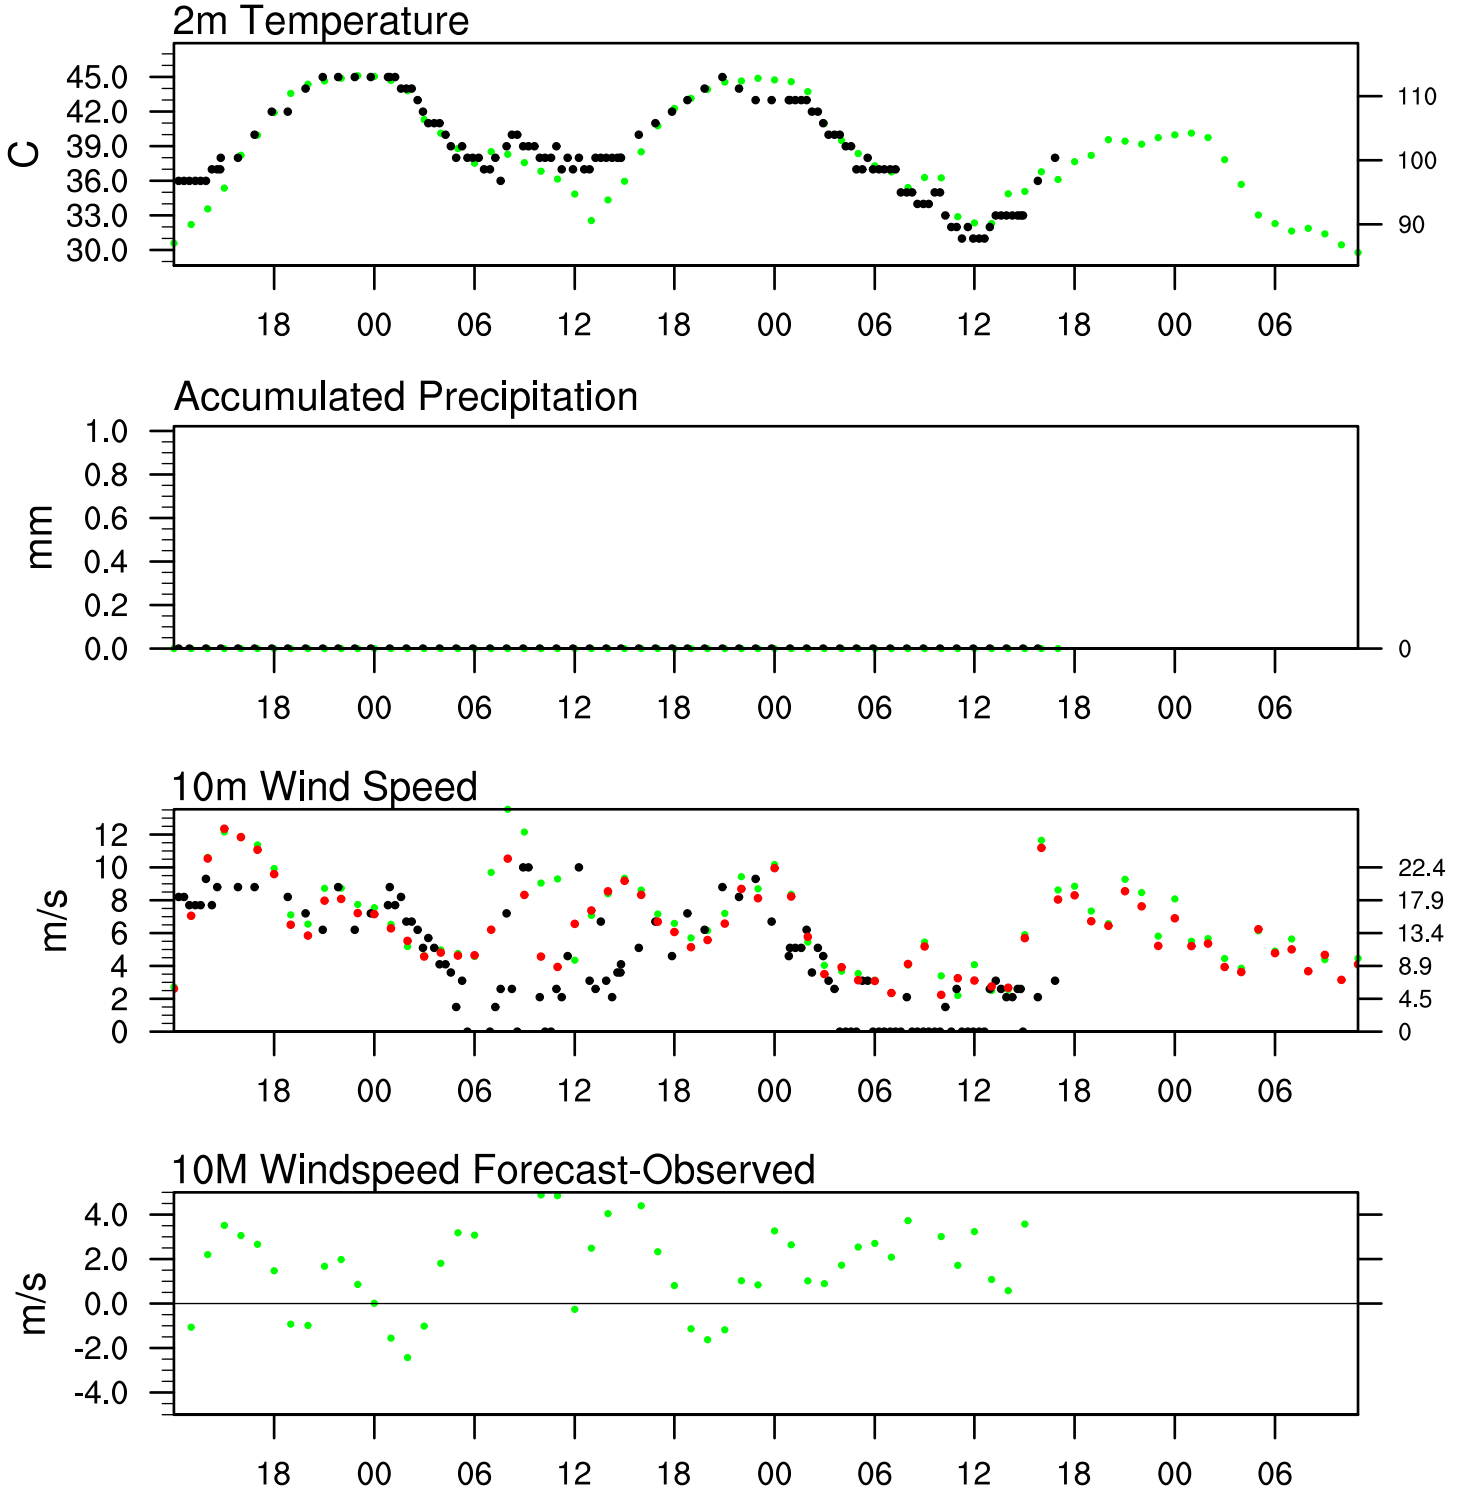 2m Temperature
45.0
42.0
39.0
36.0
33.0
30.0
C
110
100
90
18 00 06 12 18 00 06 12 18 00 06
Accumulated Precipitation
1.0
0.8
0.6
0.4
0.2
0.0
mm
0
18 00 06 12 18 00 06 12 18 00 06
10m Wind Speed
12
10
8
6
4
2
0
m/s
22.4
17.9
13.4
8.9
4.5
0
18 00 06 12 18 00 06 12 18 00 06
10M Windspeed Forecast-Observed
4.0
2.0
0.0
-2.0
-4.0
m/s
18 00 06 12 18 00 06 12 18 00 06